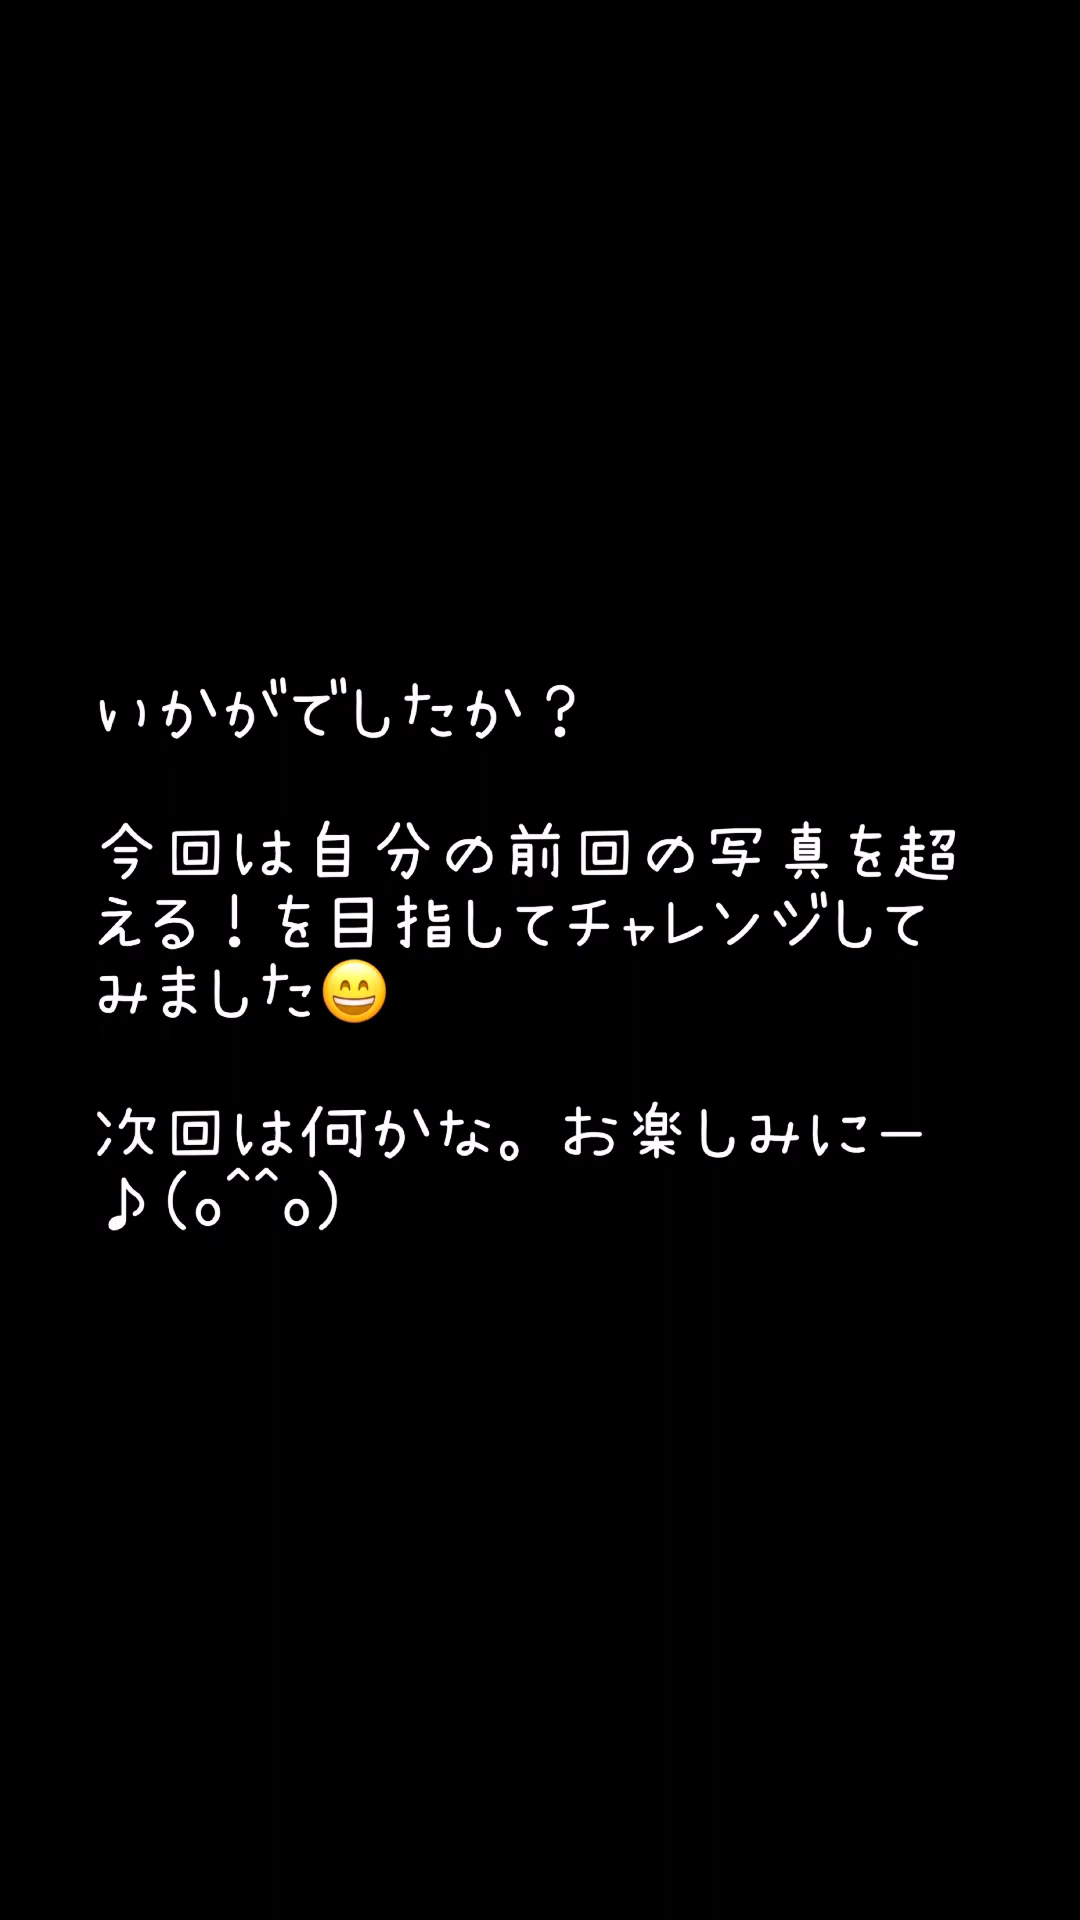 いかがでしたか？
今回は自分の前回の写真を超
える！を目指してチャレンジして
みました😄
次回は何かな。お楽しみにー
♪(o^^o)